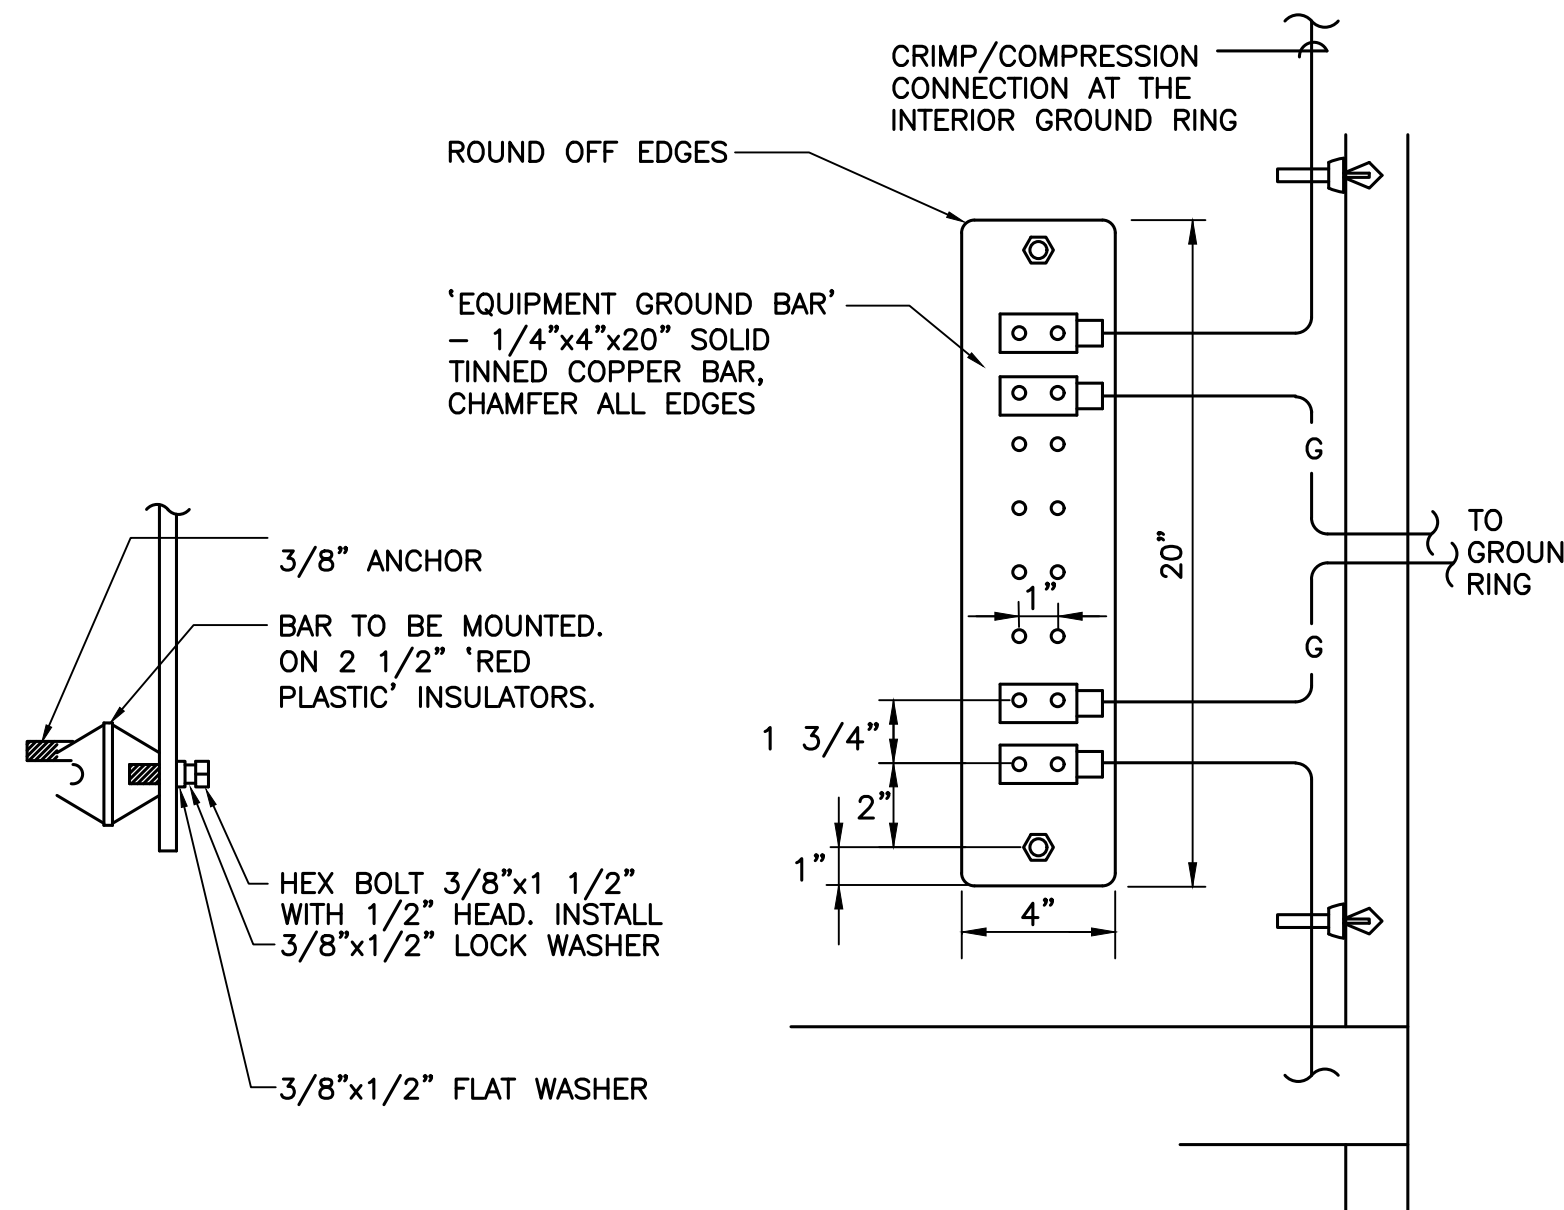 CRIMP/COMPRESSION
CONNECTION AT THE
INTERIOR GROUND RING
ROUND OFF EDGES
'EQUIPMENT GROUND BAR'
- 1/4"x4"x20" SOLID
TINNED COPPER BAR,
CHAMFER ALL EDGES
G
TO
GROUN
RING
20"
3/8" ANCHOR
1"
BAR TO BE MOUNTED.
ON 2 1/2" 'RED
PLASTIC' INSULATORS.
G
1 3/4"
2"
1"
4"
HEX BOLT 3/8"x1 1/2"
WITH 1/2" HEAD. INSTALL
3/8"x1/2" LOCK WASHER
3/8"x1/2" FLAT WASHER